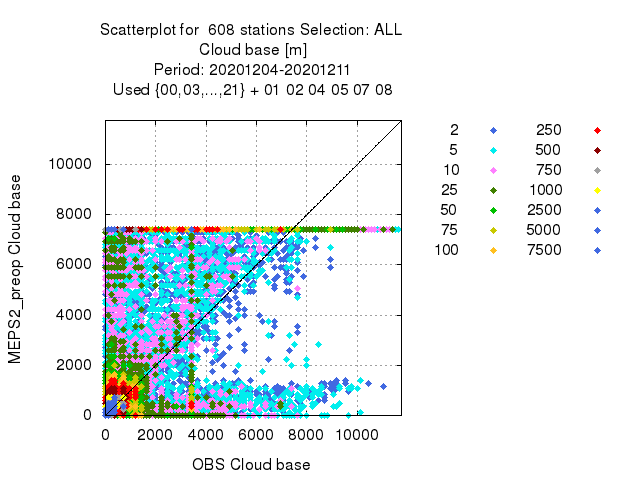 Scatterplot for  608 stations Selection: ALL
Cloud base [m]
Period: 20201204-20201211
Used {00,03,...,21} + 01 02 04 05 07 08
MEPS2_preop Cloud base
10000
8000
6000
4000
2000
0
0 2000 4000 6000 8000 10000
OBS Cloud base
2 250
5 500
10 750
25 1000
50 2500
75 5000
100 7500